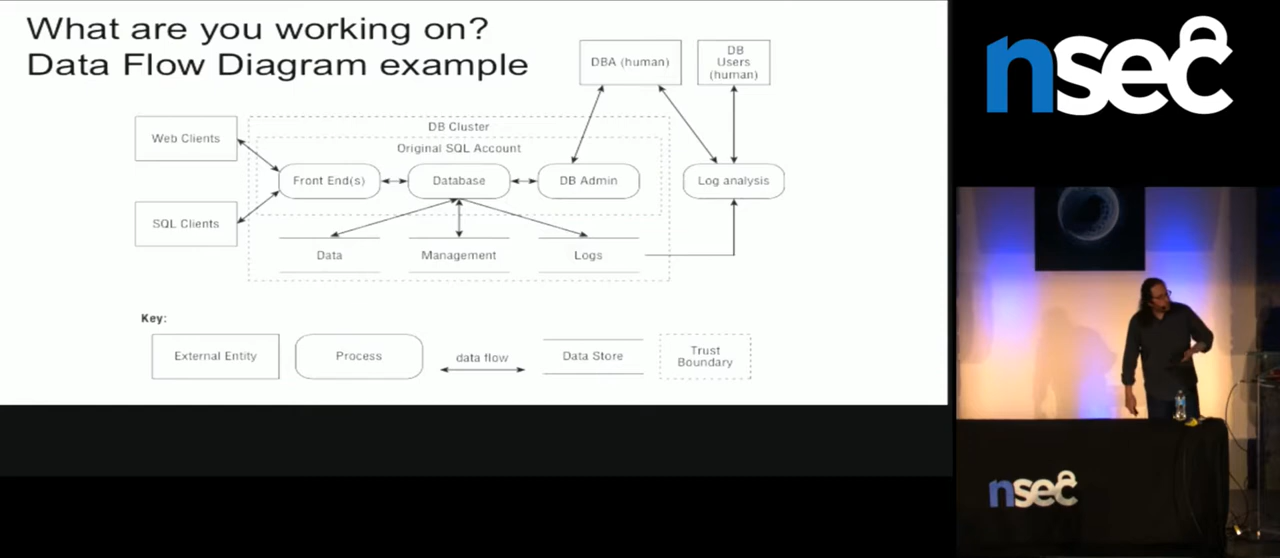 What are you working on?
Data Flow Diagram example
DBA (human)
DB
Users
(human)
DB Cluster
Original SQL Account
Web Clients
SQL Clients
Front End(s)
Database
DB Admin
Log analysis
Data
Management
Logs
Key:
External Entity
Process
data flow
Data Store
Trust
Boundary
nsec
nsec